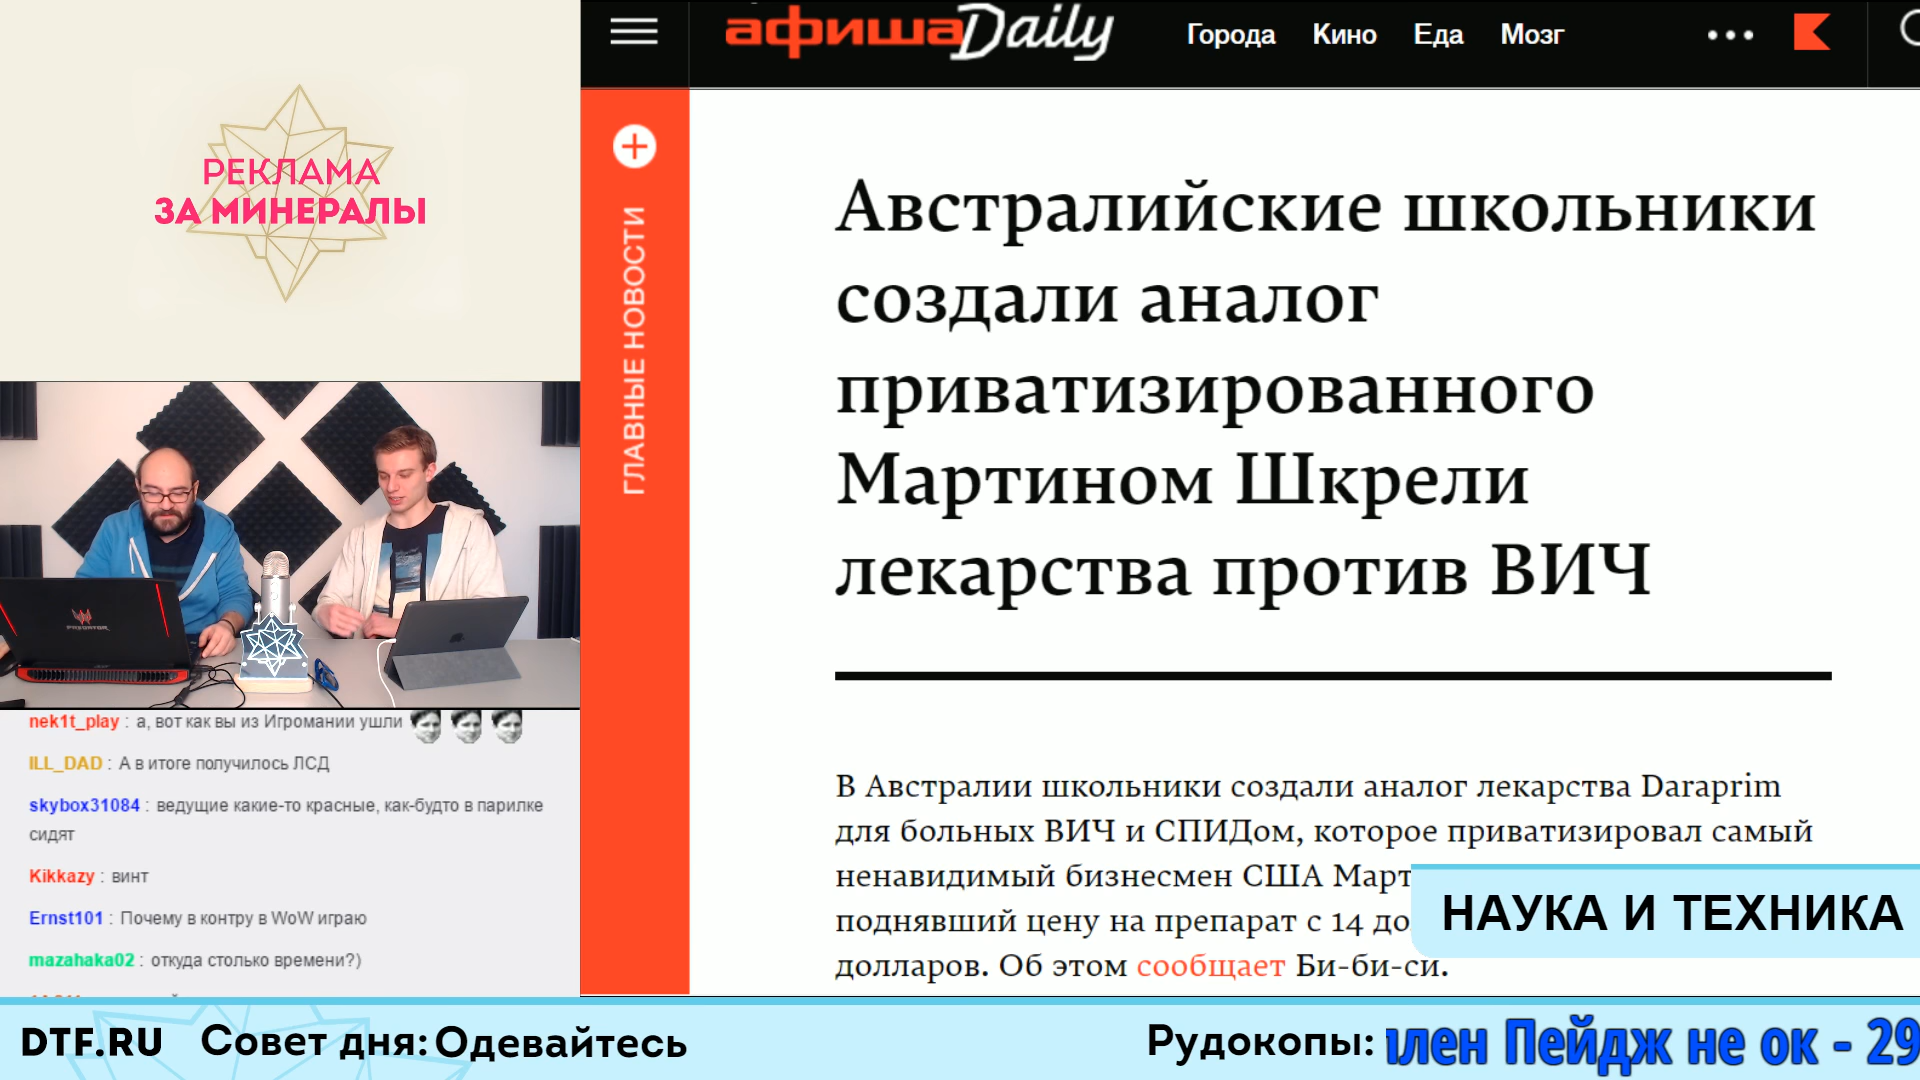 РЕКЛАМА
ЗА МИНЕРАЛЫ
афиша Daily
Города Кино Еда Мозг
ГЛАВНЫЕ НОВОСТИ
Австралийские школьники
создали аналог
приватизированного
Мартином Шкрели
лекарства против ВИЧ
В Австралии школьники создали аналог лекарства Daraprim
для больных ВИЧ и СПИДом, которое приватизировал самый
ненавидимый бизнесмен США
поднявший цену на препарат с 14
долларов. Об этом сообщает Би-би-си.
НАУКА И ТЕХНИКА
PREDATOR
nek1t_play : а, вот как вы из Игромании ушли
ILL_DAD : А в итоге получилось ЛСД
skybox31084 : ведущие какие-то красные, как-будто в парилке
сидят
Kikkazy : винт
Ernst101 : Почему в контру в WoW играю
mazahaka02 : откуда столько времени?)
DTF.RU Совет дня: Одевайтесь
Рудокопы: Пейдж не ок - 29